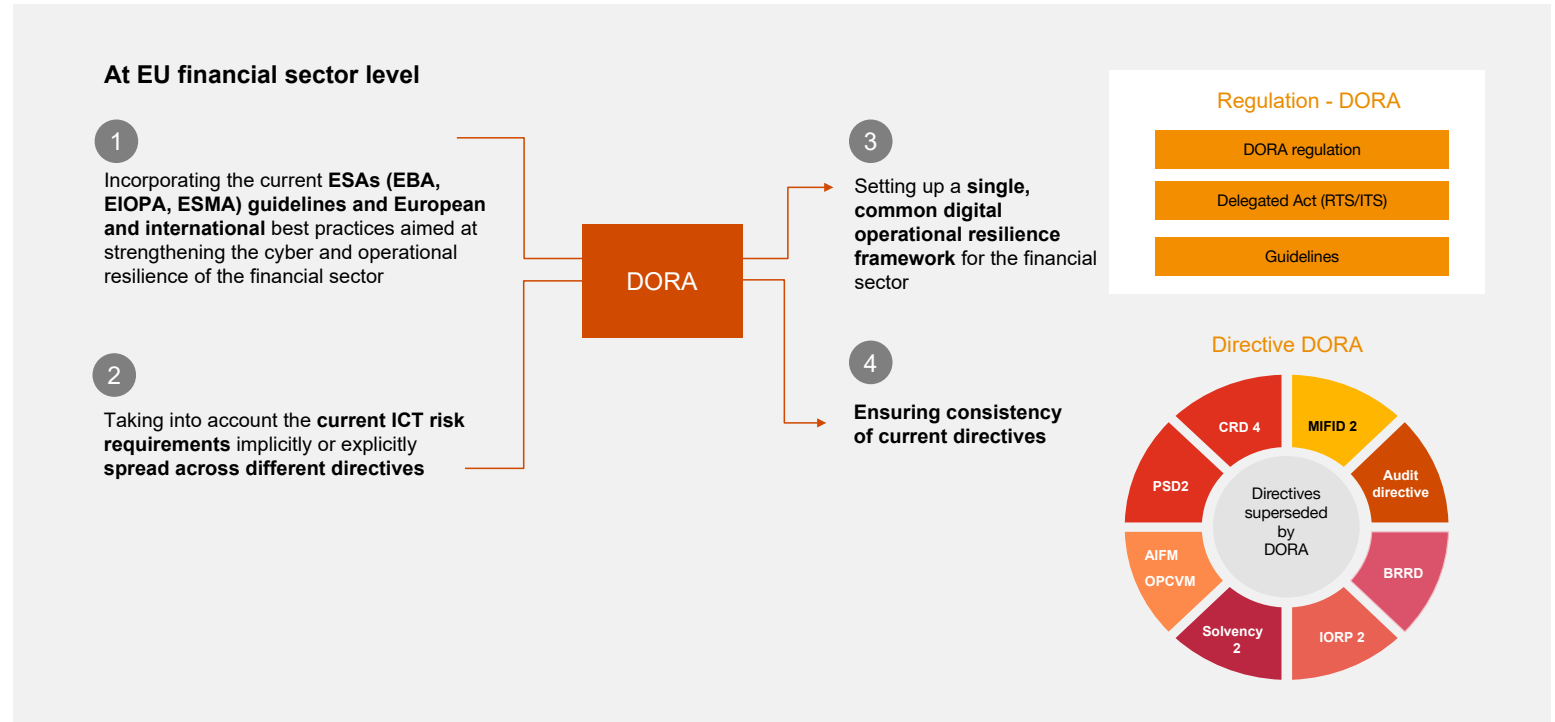 At EU financial sector level
1
Incorporating the current ESAs (EBA,
EIOPA, ESMA) guidelines and European
and international best practices aimed at
strengthening the cyber and operational
resilience of the financial sector
2
Taking into account the current ICT risk
requirements implicitly or explicitly
spread across different directives
DORA
3
Setting up a single,
common digital
operational resilience
framework for the financial
sector
4
Ensuring consistency
of current directives
Regulation - DORA
DORA regulation
Delegated Act (RTS/ITS)
Guidelines
Directive DORA
CRD 4
MIFID 2
PSD2
Audit
directive
Directives
superseded
by
DORA
AIFM
OPCVM
BRRD
Solvency
2
IORP 2